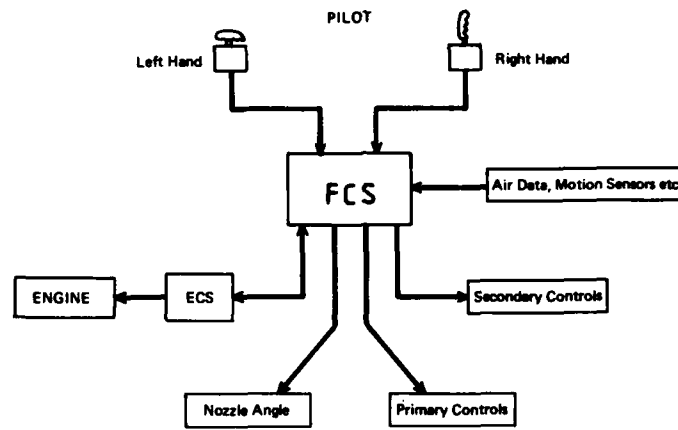 PILOT
Left Hand
Right Hand
FCS
Air Data, Motion Sensors etc
ENGINE
ECS
Secondary Controls
Nozzle Angle
Primary Controls